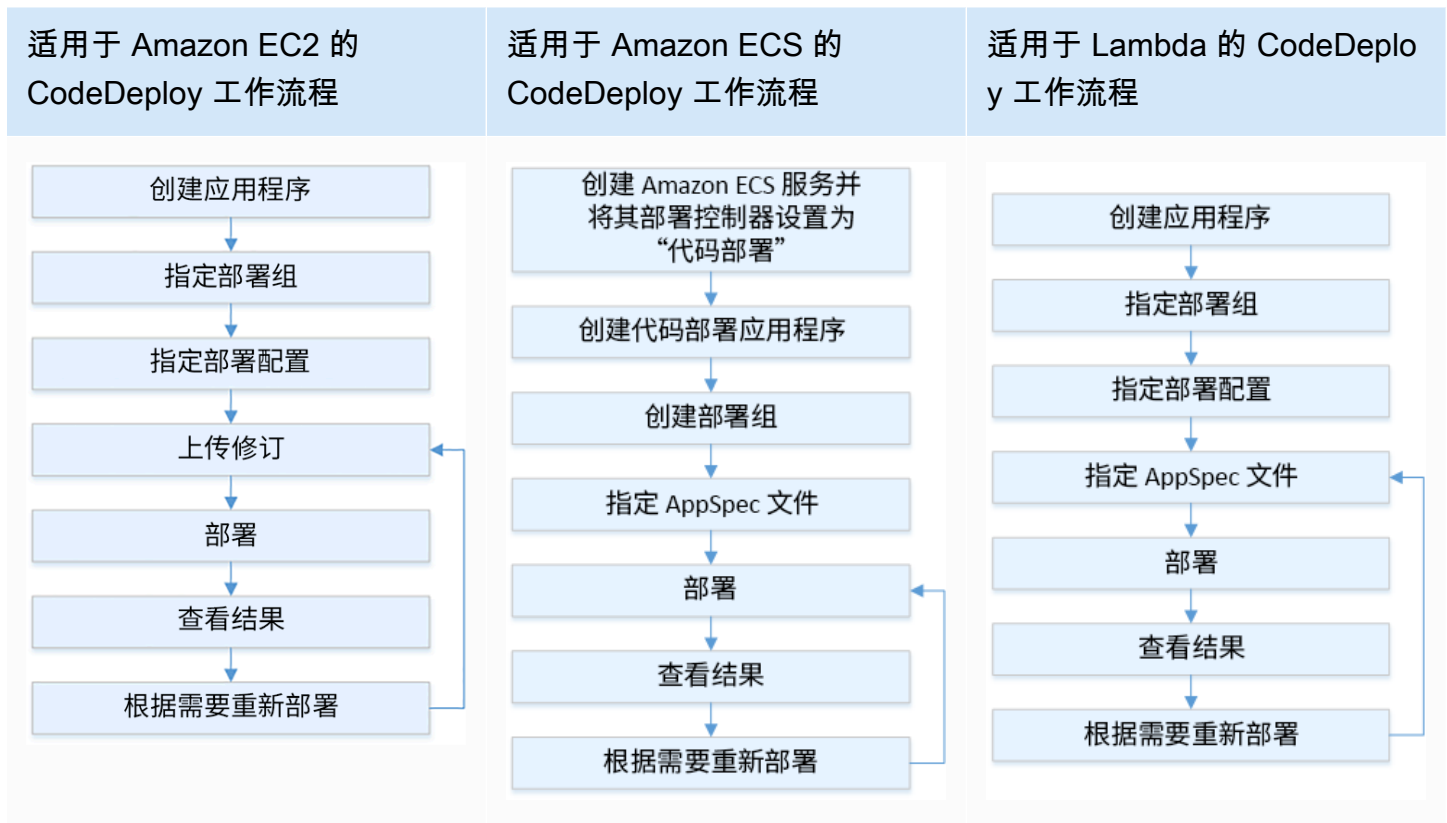 适用于 Amazon EC2 的
CodeDeploy 工作流程
适用于 Amazon ECS 的
CodeDeploy 工作流程
适用于 Lambda 的 CodeDeplo
y 工作流程
创建应用程序
指定部署组
指定部署配置
上传修订
部署
查看结果
根据需要重新部署
创建 Amazon ECS 服务并
将其部署控制器设置为
“代码部署”
创建代码部署应用程序
创建部署组
指定 AppSpec 文件
部署
查看结果
根据需要重新部署
创建应用程序
指定部署组
指定部署配置
指定 AppSpec 文件
部署
查看结果
根据需要重新部署